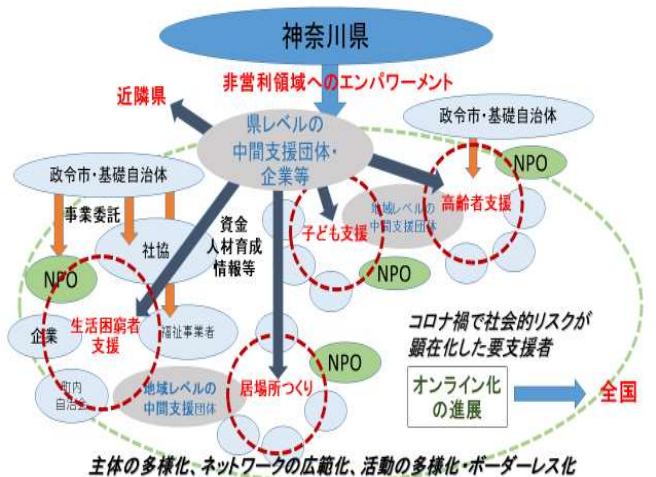 神奈川県
非営利領域へのエンパワーメント
近隣県
県レベルの
中間支援団体・
企業等
政令市・基礎自治体
NPO
高齢者支援
地域レベルの
中間支援団体
子ども支援
NPO
政令市・基礎自治体
事業委託
社協
資金
人材育成
情報等
NPO
企業
生活困窮者
支援
福祉事業者
町内
自治会
地域レベルの
中間支援団体
居場所つくり
NPO
コロナ禍で社会的リスクが
顕在化した要支援者
オンライン化
の進展
全国
主体の多様化、ネットワークの広範化、活動の多様化・ボーダーレス化